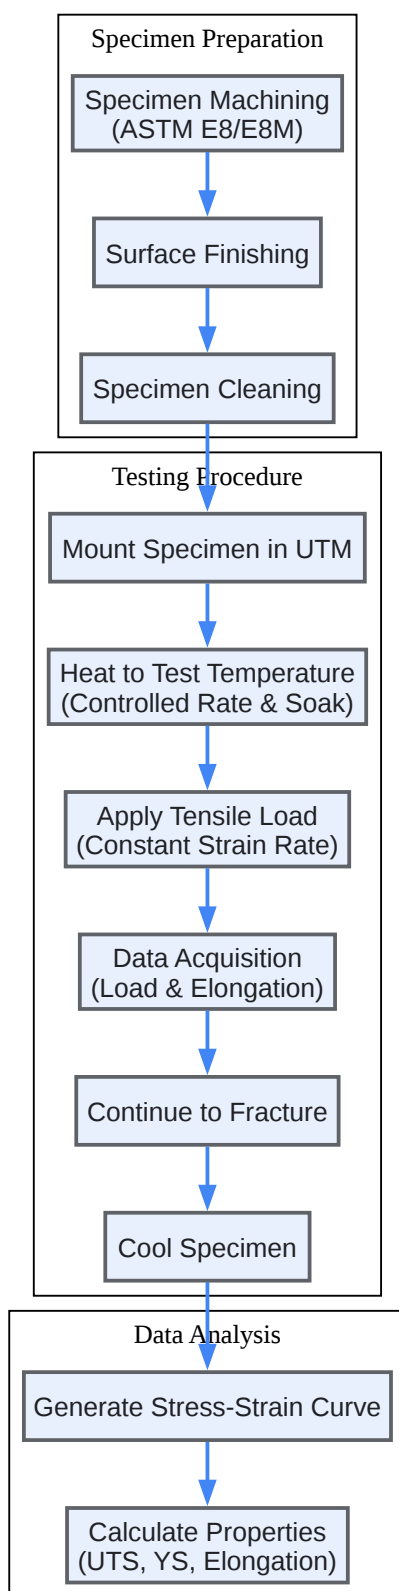 Specimen Preparation
Specimen Machining
(ASTM E8/E8M)
Surface Finishing
Specimen Cleaning
Testing Procedure
Mount Specimen in UTM
Heat to Test Temperature
(Controlled Rate & Soak)
Apply Tensile Load
(Constant Strain Rate)
Data Acquisition
(Load & Elongation)
Continue to Fracture
Cool Specimen
Data Analysis
Generate Stress-Strain Curve
Calculate Properties
(UTS, YS, Elongation)